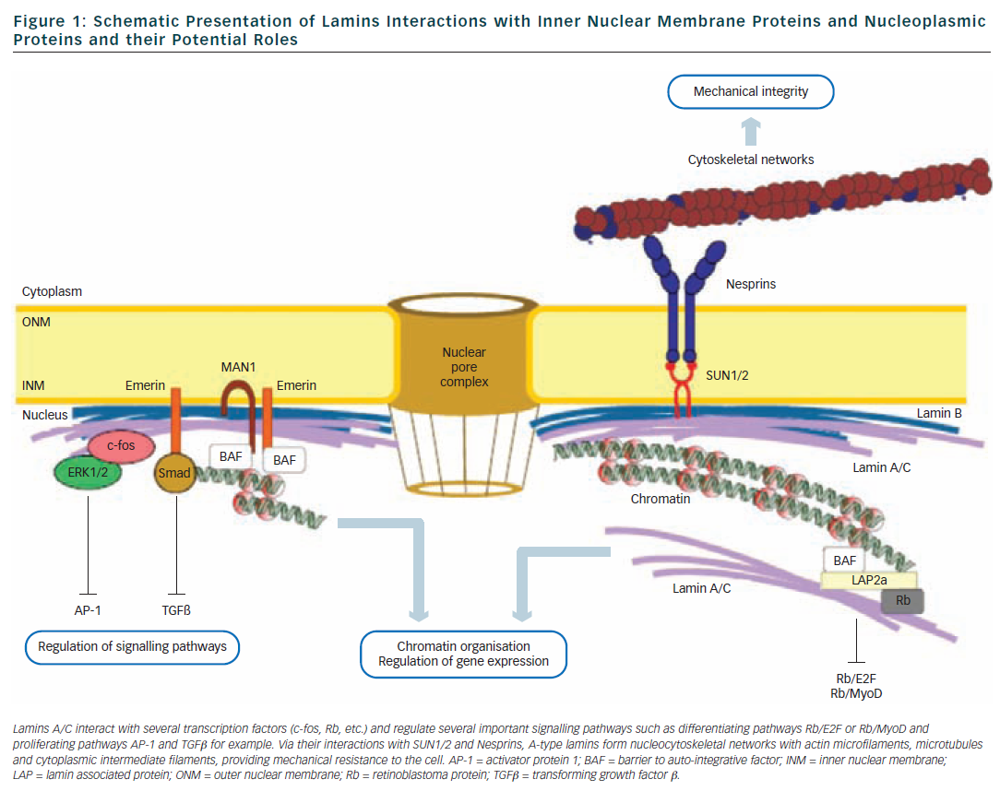 Figure 1: Schematic Presentation of Lamins Interactions with Inner Nuclear Membrane Proteins and Nucleoplasmic
Proteins and their Potential Roles
Mechanical integrity
Cytoskeletal networks
Nesprins
Cytoplasm
ONM
Nuclear
pore
complex
MAN1
INM
Emerin
Emerin
SUN1/2
Nucleus
Lamin B
c-fos
BAF
BAF
ERK1/2
Smad
Lamin A/C
Chromatin
BAF
LAP2a
Lamin A/C
Rb
AP-1
TGFß
Regulation of signalling pathways
Chromatin organisation
Regulation of gene expression
Rb/E2F
Rb/MyoD
Lamins A/C interact with several transcription factors (c-fos, Rb, etc.) and regulate several important signalling pathways such as differentiating pathways Rb/E2F or Rb/MyoD and
proliferating pathways AP-1 and TGFβ for example. Via their interactions with SUN1/2 and Nesprins, A-type lamins form nucleocytoskeletal networks with actin microfilaments, microtubules
and cytoplasmic intermediate filaments, providing mechanical resistance to the cell. AP-1 = activator protein 1; BAF = barrier to auto-integrative factor; INM = inner nuclear membrane;
LAP = lamin associated protein; ONM = outer nuclear membrane; Rb = retinoblastoma protein; TGFβ = transforming growth factor β.